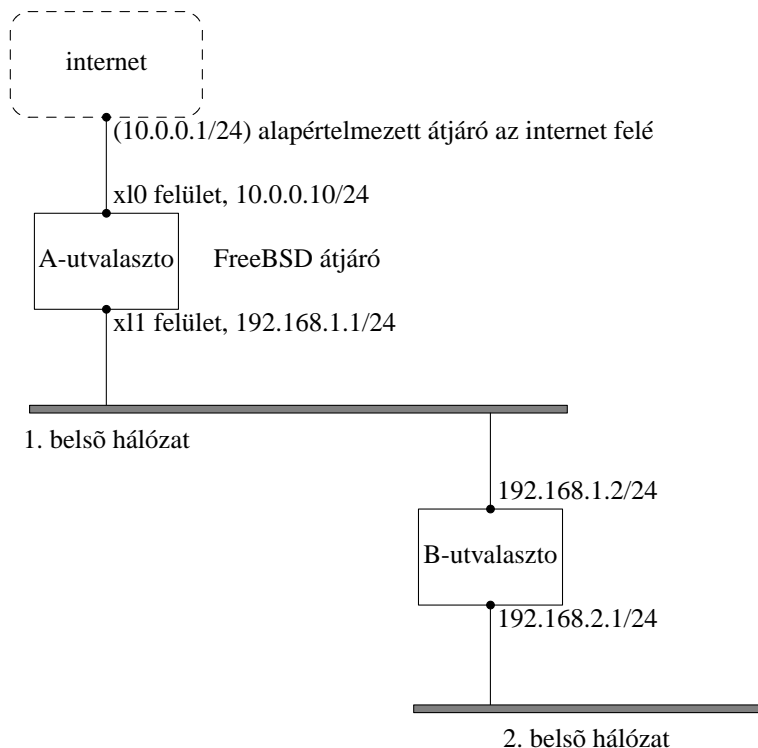 internet
(10.0.0.1/24) alapértelmezett átjáró az internet felé
xl0 felület, 10.0.0.10/24
A-utvalaszto
FreeBSD átjáró
xl1 felület, 192.168.1.1/24
1. belsõ hálózat
192.168.1.2/24
B-utvalaszto
192.168.2.1/24
2. belsõ hálózat